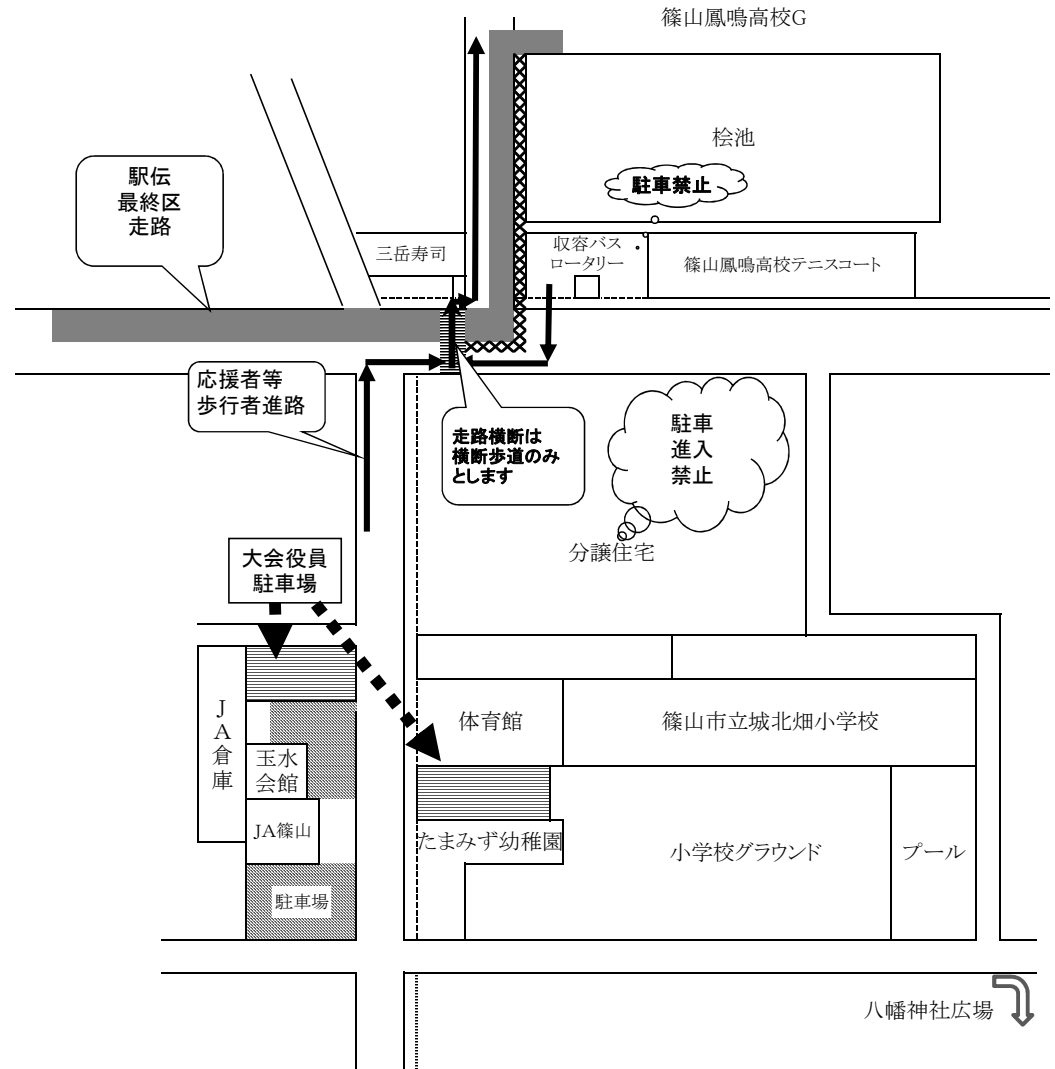 篠山鳳鳴高校G
桧池
駐車禁止
駅伝
最終区
走路
三岳寿司
収容バス
ロータリー
篠山鳳鳴高校テニスコート
応援者等
歩行者進路
走路横断は
横断歩道のみ
とします
駐車
進入
禁止
分譲住宅
大会役員
駐車場
JA倉庫
体育館
篠山市立城北畑小学校
玉水
会館
JA篠山
たまみず幼稚園
小学校グラウンド
プール
駐車場
八幡神社広場